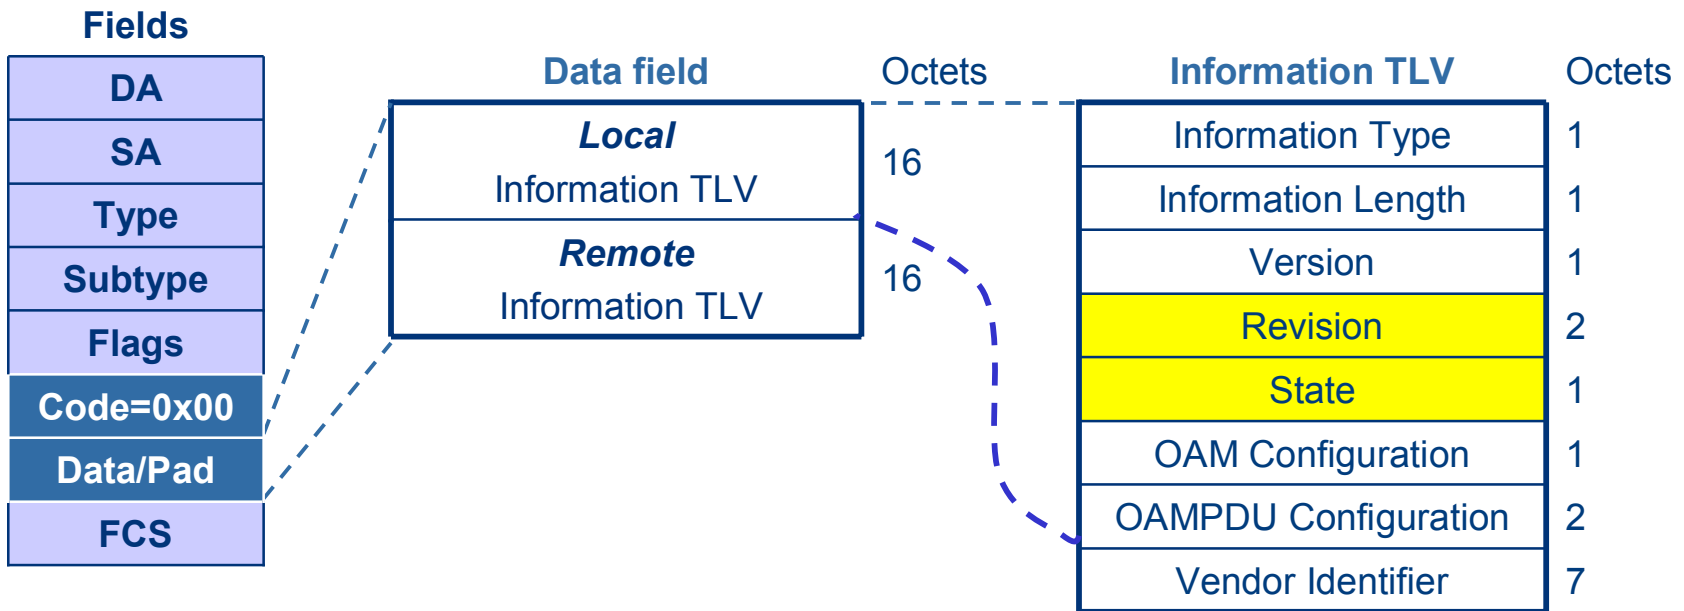 Fields
DA
SA
Type
Subtype
Flags
Code=0x00
Data/Pad
FCS
Data field Octets
Local
Information TLV
16
Remote
Information TLV
16
Information TLV Octets
Information Type 1
Information Length 1
Version 1
Revision 2
State 1
OAM Configuration 1
OAMPDU Configuration 2
Vendor Identifier 7